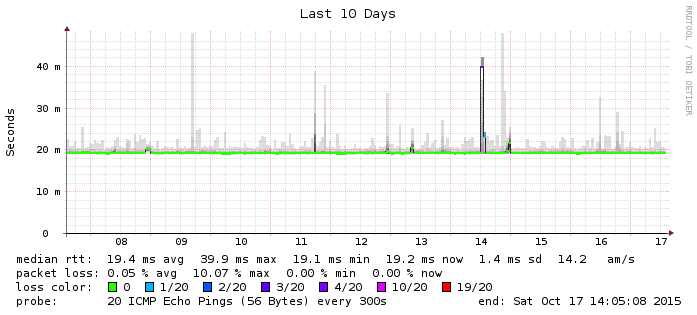 Last 10 Days
RRDTOOL / TOBI OETIKER
Seconds
40 m
30 m
20 m
10 m
0
08 09 10 11 12 13 14 15 16 17
median rtt: 19.4 ms avg 39.9 ms max 19.1 ms min 19.2 ms now 1.4 ms sd 14.2 am/s
packet loss: 0.05 % avg 10.07 % max 0.00 % min 0.00 % now
loss color: 0 1/20 2/20 3/20 4/20 10/20 19/20
probe: 20 ICMP Echo Pings (56 Bytes) every 300s end: Sat Oct 17 14:05:08 2015